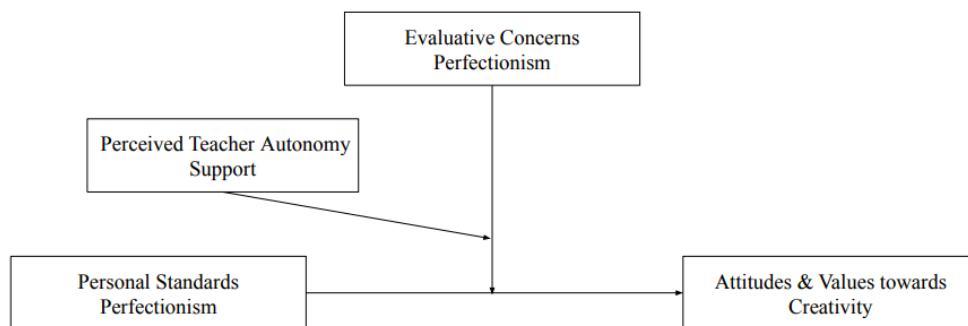 Evaluative Concerns
Perfectionism
Perceived Teacher Autonomy
Support
Personal Standards
Perfectionism
Attitudes & Values towards
Creativity